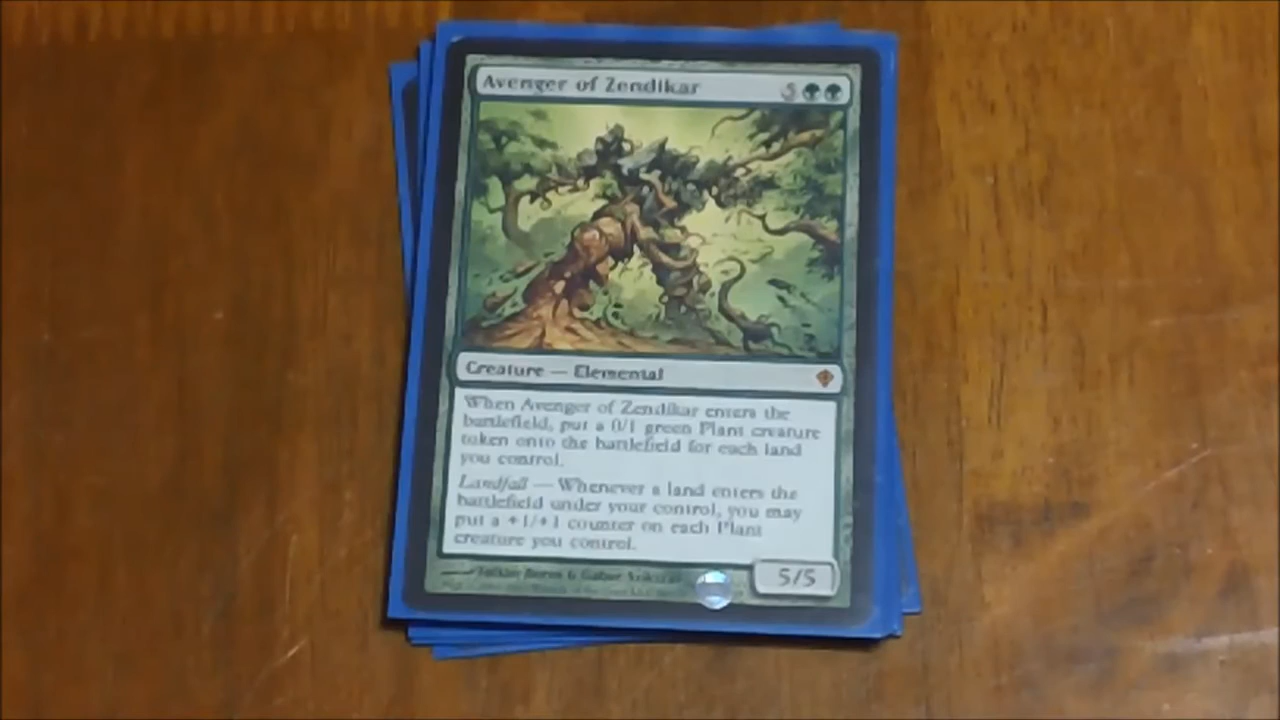 Avenger of Zendikar 5
Creature — Elemental
When Avenger of Zendikar enters the
battlefield, put a 0/1 green Plant creature
token onto the battlefield for each land
you control.
Landfall — Whenever a land enters the
battlefield under your control, you may
put a +1/+1 counter on each Plant
creature you control.
5/5